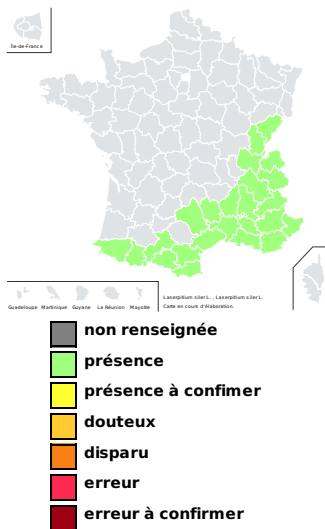 Île-de-France
Guadeloupe Martinique Guyane La Réunion Mayotte
Laserpitium siler L. , Laserpitium siler L.
Carte en cours d'élaboration.
non renseignée
présence
présence à confimer
douteux
disparu
erreur
erreur à confirmer